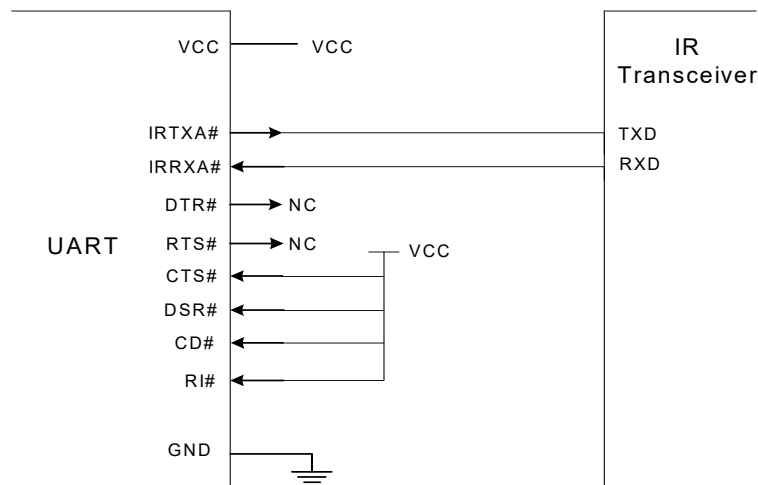 VCC VCC
IR
Transceiver
IRTXA# TXD
IRRXA# RXD
DTR# NC
UART
RTS# NC
VCC
CTS#
DSR#
CD#
RI#
GND